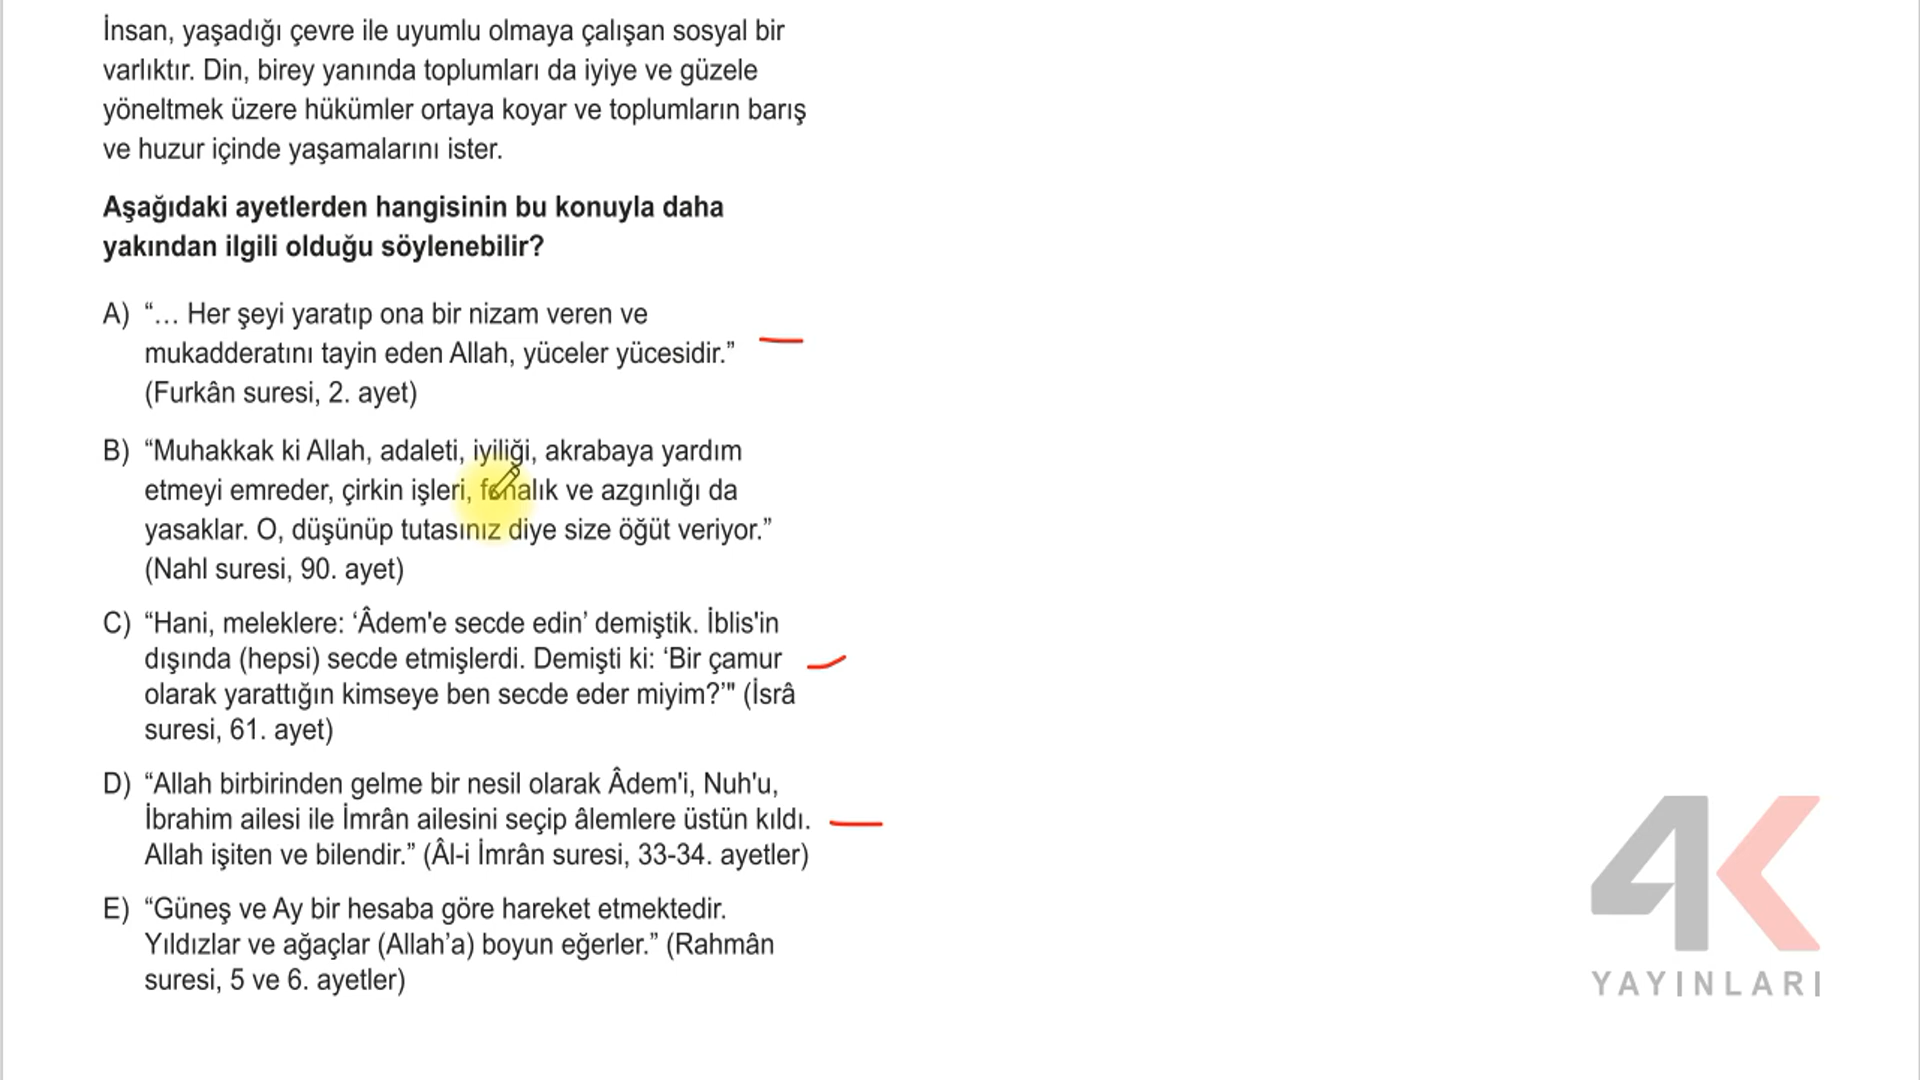 İnsan, yaşadığı çevre ile uyumlu olmaya çalışan sosyal bir
varlıktır. Din, birey yanında toplumları da iyiye ve güzele
yöneltmek üzere hükümler ortaya koyar ve toplumların barış
ve huzur içinde yaşamalarını ister.
Aşağıdaki ayetlerden hangisinin bu konuyla daha
yakından ilgili olduğu söylenebilir?
A) “… Her şeyi yaratıp ona bir nizam veren ve
mukadderatını tayin eden Allah, yüceler yücesidir.”
(Furkân suresi, 2. ayet)
B) “Muhakkak ki Allah, adaleti, iyiliği, akrabaya yardım
etmeyi emreder, çirkin işleri, fenalık ve azgınlığı da
yasaklar. O, düşünüp tutasınız diye size öğüt veriyor.”
(Nahl suresi, 90. ayet)
C) “Hani, meleklere: ‘Âdem'e secde edin’ demiştik. İblis'in
dışında (hepsi) secde etmişlerdi. Demişti ki: ‘Bir çamur
olarak yarattığın kimseye ben secde eder miyim?’" (İsrâ
suresi, 61. ayet)
D) “Allah birbirinden gelme bir nesil olarak Âdem'i, Nuh'u,
İbrahim ailesi ile İmrân ailesini seçip âlemlere üstün kıldı.
Allah işiten ve bilendir.” (Âl-i İmrân suresi, 33-34. ayetler)
E) “Güneş ve Ay bir hesaba göre hareket etmektedir.
Yıldızlar ve ağaçlar (Allah’a) boyun eğerler.” (Rahmân
suresi, 5 ve 6. ayetler)
4K
YAYINLARI